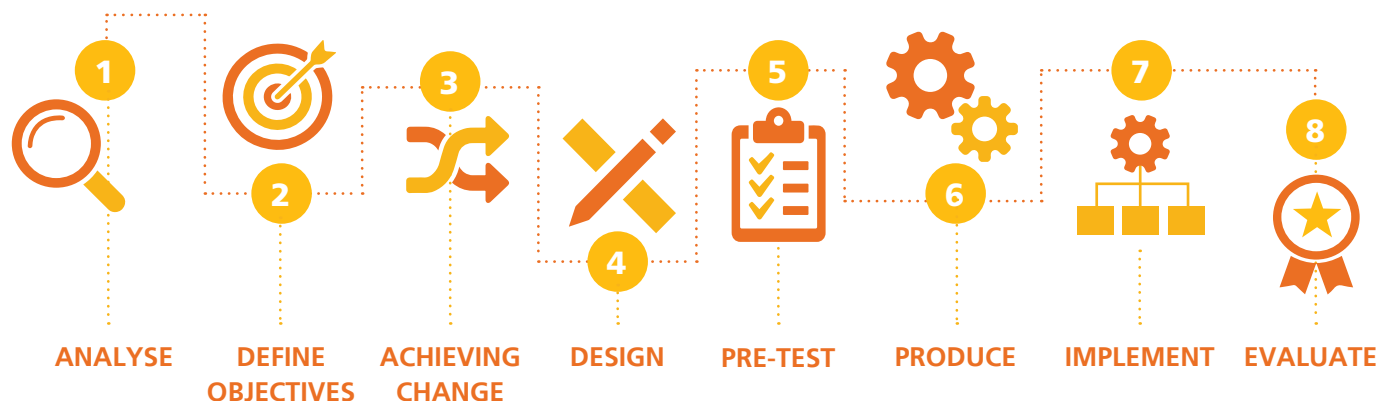 1
2
3
4
5
6
7
8
ANALYSE
DEFINE
OBJECTIVES
ACHIEVING
CHANGE
DESIGN
PRE-TEST
PRODUCE
IMPLEMENT
EVALUATE